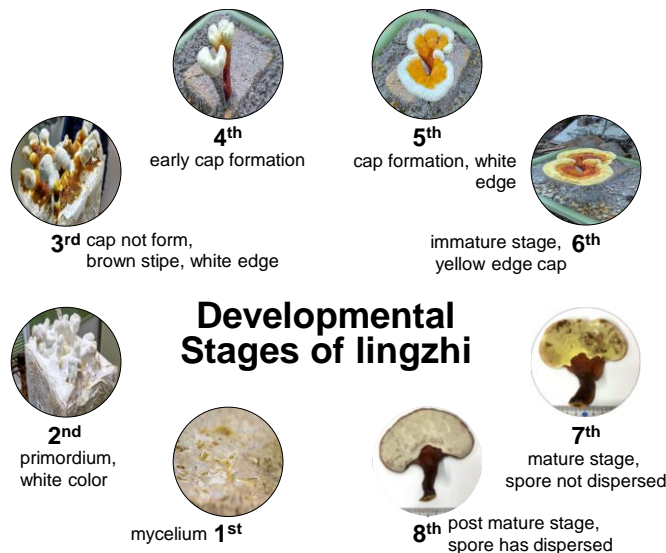 4th
early cap formation
5th
cap formation, white
edge
3rd cap not form,
brown stipe, white edge
immature stage, 6th
yellow edge cap
Developmental
Stages of lingzhi
2nd
primordium,
white color
7th
mature stage,
spore not dispersed
mycelium 1st
8th post mature stage,
spore has dispersed